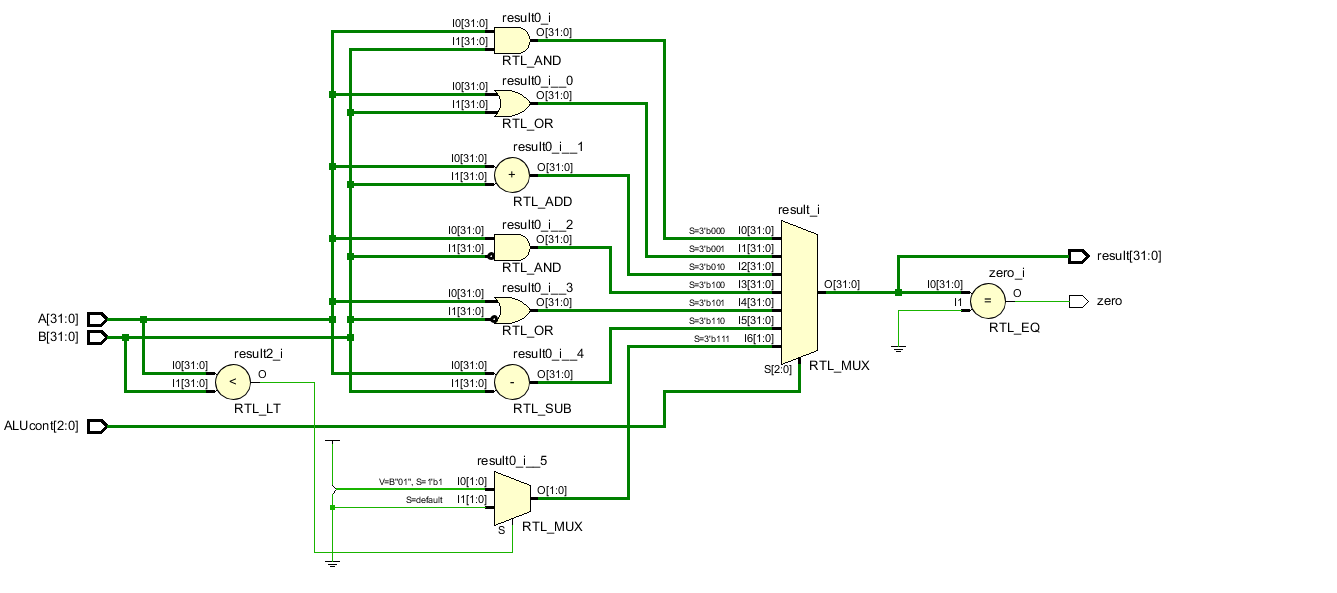 result0_i
I0[31:0]
I1[31:0]
O[31:0]
RTL_AND
result0_i__0
I0[31:0]
I1[31:0]
O[31:0]
RTL_OR
result0_i__1
I0[31:0]
I1[31:0]
+
O[31:0]
RTL_ADD
result0_i__2
I0[31:0]
I1[31:0]
O[31:0]
RTL_AND
result0_i__3
I0[31:0]
I1[31:0]
O[31:0]
RTL_OR
result0_i__4
I0[31:0]
I1[31:0]
-
O[31:0]
RTL_SUB
A[31:0]
B[31:0]
result2_i
I0[31:0]
I1[31:0]
<
O
RTL_LT
ALUcont[2:0]
result0_i__5
V=B"01", S=1'b1 I0[1:0]
S=default I1[1:0]
O[1:0]
S
RTL_MUX
result_i
S=3'b000 I0[31:0]
S=3'b001 I1[31:0]
S=3'b010 I2[31:0]
S=3'b100 I3[31:0]
S=3'b101 I4[31:0]
S=3'b110 I5[31:0]
S=3'b111 I6[1:0]
O[31:0]
S[2:0]
RTL_MUX
result[31:0]
zero_i
I0[31:0]
I1
=
O
RTL_EQ
zero